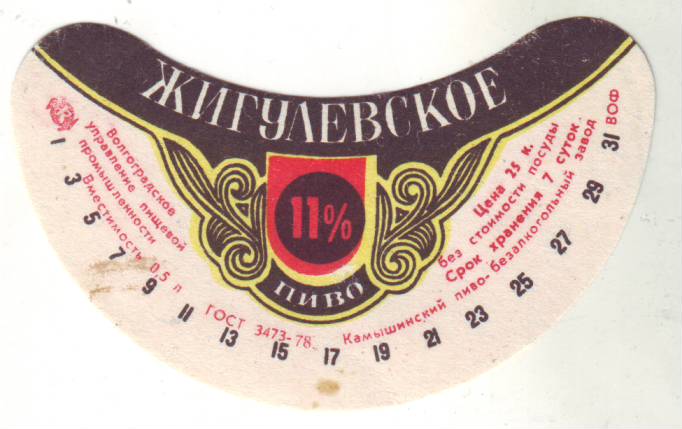 ЖИГУЛЕВСКОЕ
11%
ПИВО
Волгоградское
управление пищевой
промышленности
Вместимость 0,5 л
ГОСТ 3473-78
Цена 25 к.
без стоимости посуды
Срок хранения 7 суток
Камышинский пиво-безалкогольный завод
1 3 5 7 9 11 13 15 17 19 21 23 25 27 29 31 ВОФ